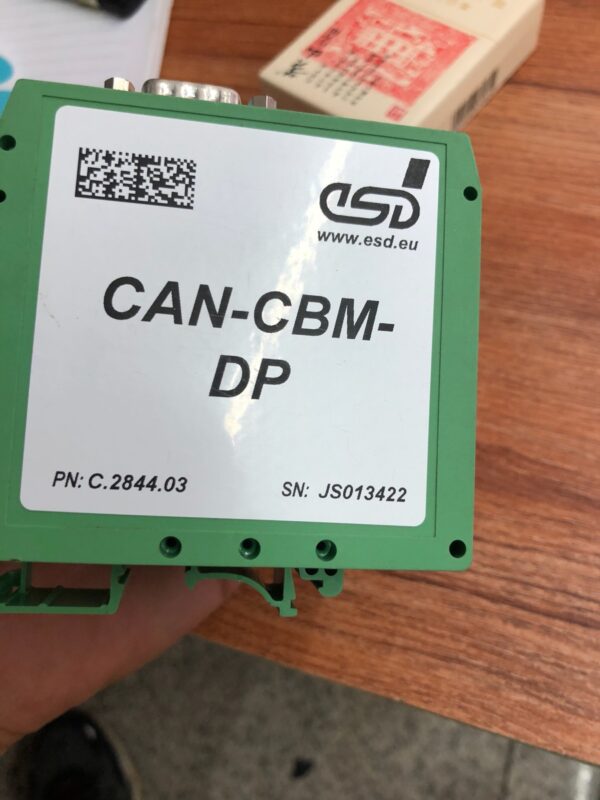 esd
www.esd.eu
CAN-CBM-
DP
PN: C.2844.03
SN: JS013422